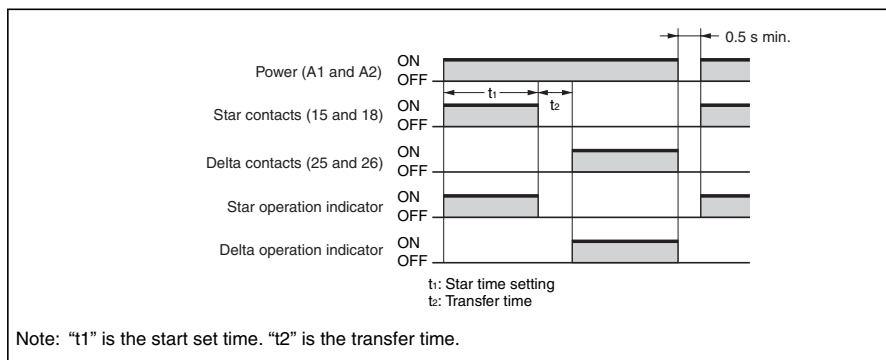 0.5 s min.
Power (A1 and A2)
ON
OFF
t1
t2
Star contacts (15 and 18)
ON
OFF
Delta contacts (25 and 26)
ON
OFF
Star operation indicator
ON
OFF
Delta operation indicator
ON
OFF
t1: Star time setting
t2: Transfer time
Note: “t1” is the start set time. “t2” is the transfer time.